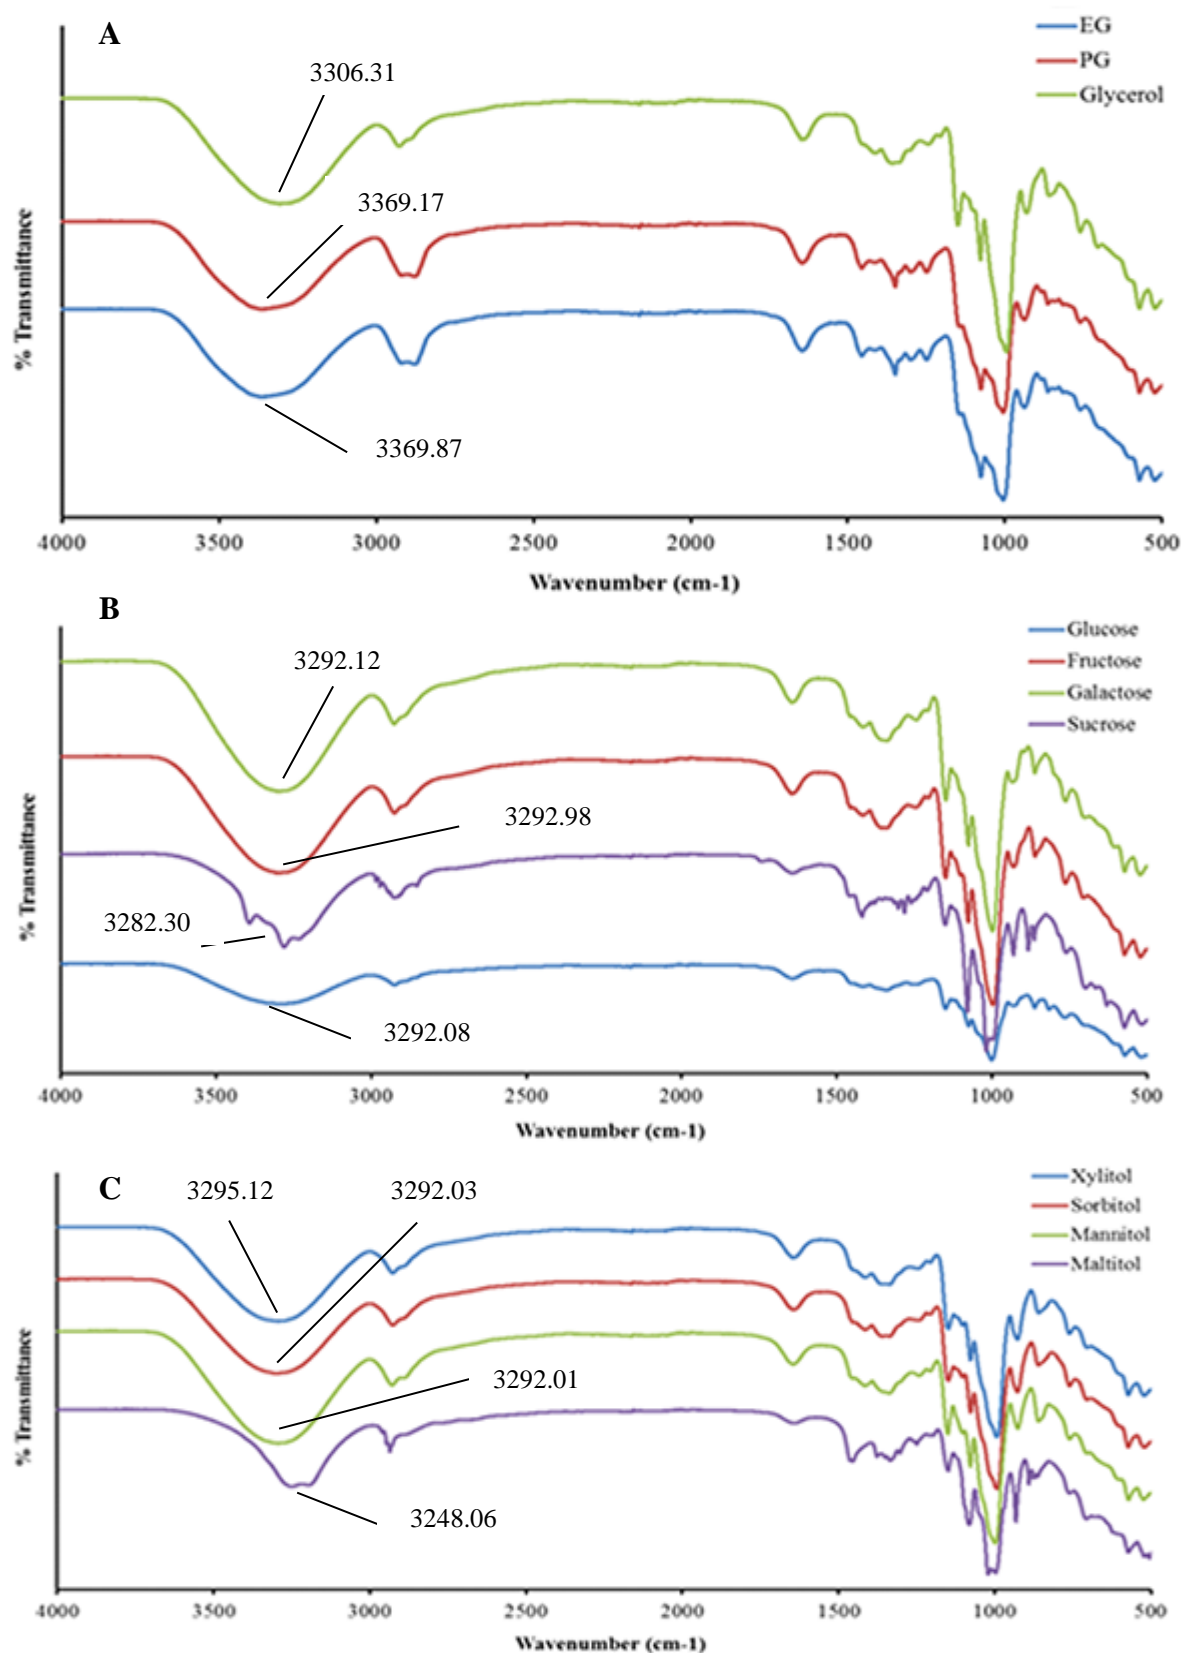 A
EG
PG
Glycerol
3306.31
3369.17
3369.87
% Transmittance
4000 3500 3000 2500 2000 1500 1000 500
Wavenumber (cm-1)
B
Glucose
Fructose
Galactose
Sucrose
3292.12
3292.98
3282.30
3292.08
% Transmittance
4000 3500 3000 2500 2000 1500 1000 500
Wavenumber (cm-1)
C
Xylitol
Sorbitol
Mannitol
Maltitol
3295.12
3292.03
3292.01
3248.06
% Transmittance
4000 3500 3000 2500 2000 1500 1000 500
Wavenumber (cm-1)